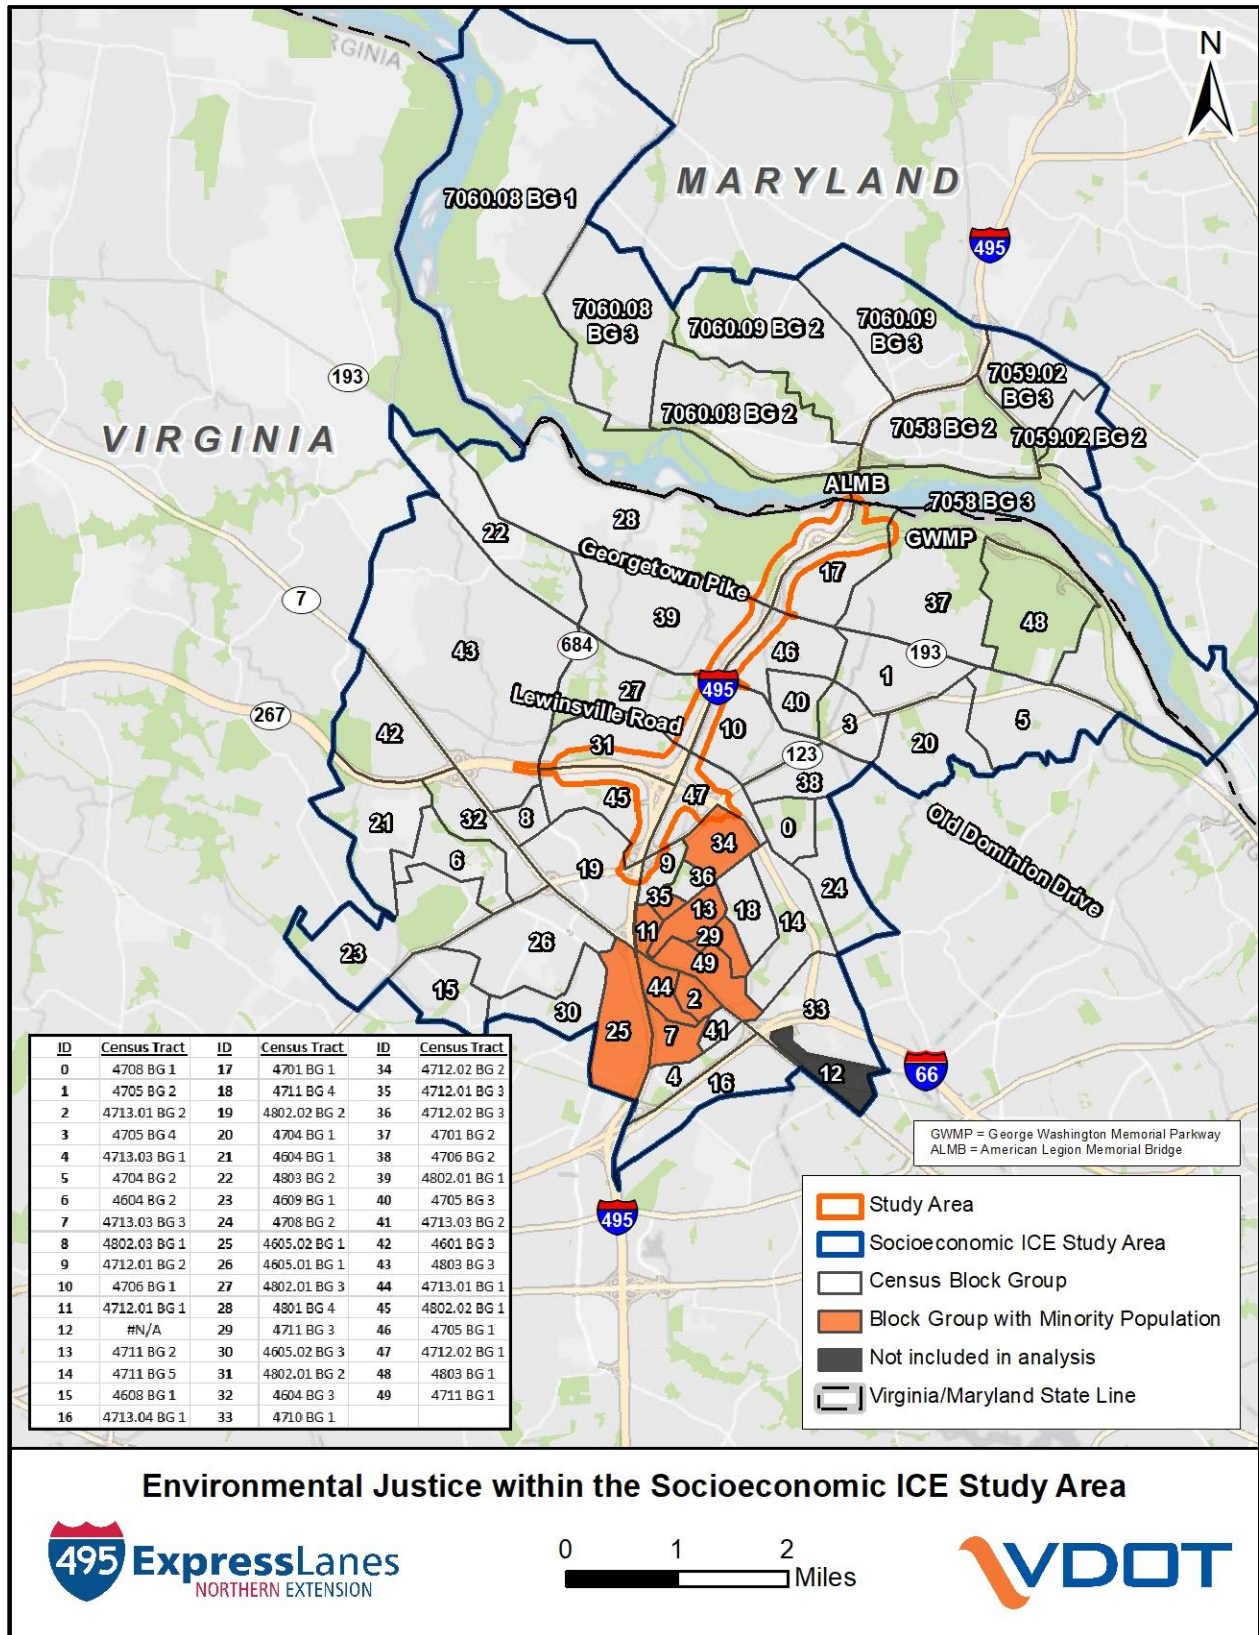 VIRGINIA
N
MARYLAND
7060.08 BG 1
495
7060.08
BG 3
7060.09 BG 2
7060.09
BG 3
193
7059.02
BG 3
7060.08 BG 2
7058 BG 2
7059.02 BG 2
VIRGINIA
ALMB
7058 BG 3
28
22
GWMP
Georgetown Pike
17
7
37
39
48
684
43
46
193
1
27
495
Lewinsville Road
40
267
42
31
10
3
5
20
123
45
47
38
21
32
8
0
Old Dominion Drive
34
6
19
9
36
24
35
13
18
14
11
29
23
26
49
15
44
2
30
33
25
7
41
4
16
12
66
495
ID Census Tract ID Census Tract ID Census Tract
0 4708 BG 1 17 4701 BG 1 34 4712.02 BG 2
1 4705 BG 2 18 4711 BG 4 35 4712.01 BG 3
2 4713.01 BG 2 19 4802.02 BG 2 36 4712.02 BG 3
3 4705 BG 4 20 4704 BG 1 37 4701 BG 2
4 4713.03 BG 1 21 4604 BG 1 38 4706 BG 2
5 4704 BG 2 22 4803 BG 2 39 4802.01 BG 1
6 4604 BG 2 23 4609 BG 1 40 4705 BG 3
7 4713.03 BG 3 24 4708 BG 2 41 4713.03 BG 2
8 4802.03 BG 1 25 4605.02 BG 1 42 4601 BG 3
9 4712.01 BG 2 26 4605.01 BG 1 43 4803 BG 3
10 4706 BG 1 27 4802.01 BG 3 44 4713.01 BG 1
11 4712.01 BG 1 28 4801 BG 4 45 4802.02 BG 1
12 #N/A 29 4711 BG 3 46 4705 BG 1
13 4711 BG 2 30 4605.02 BG 3 47 4712.02 BG 1
14 4711 BG 5 31 4802.01 BG 2 48 4803 BG 1
15 4608 BG 1 32 4604 BG 3 49 4711 BG 1
16 4713.04 BG 1 33 4710 BG 1
GWMP = George Washington Memorial Parkway
ALMB = American Legion Memorial Bridge
Study Area
Socioeconomic ICE Study Area
Census Block Group
Block Group with Minority Population
Not included in analysis
Virginia/Maryland State Line
Environmental Justice within the Socioeconomic ICE Study Area
495 ExpressLanes
NORTHERN EXTENSION
0 1 2
Miles
VDOT